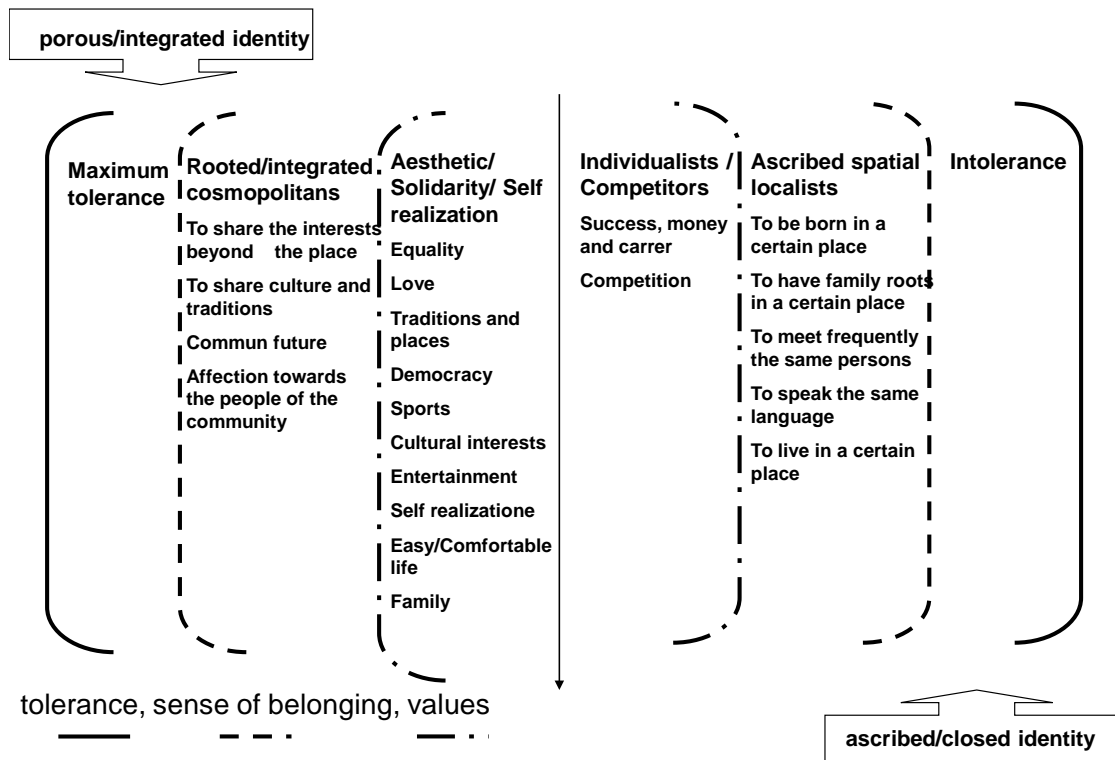 porous/integrated identity
Maximum
tolerance
Rooted/integrated
cosmopolitans
To share the interests
beyond the place
To share culture and
traditions
Commun future
Affection towards
the people of the
community
Aesthetic/
Solidarity/ Self
realization
Equality
Love
Traditions and
places
Democracy
Sports
Cultural interests
Entertainment
Self realizatione
Easy/Comfortable
life
Family
Individualists /
Competitors
Success, money
and carrer
Competition
Ascribed spatial
localists
To be born in a
certain place
To have family roots
in a certain place
To meet frequently
the same persons
To speak the same
language
To live in a certain
place
Intolerance
tolerance, sense of belonging, values
ascribed/closed identity